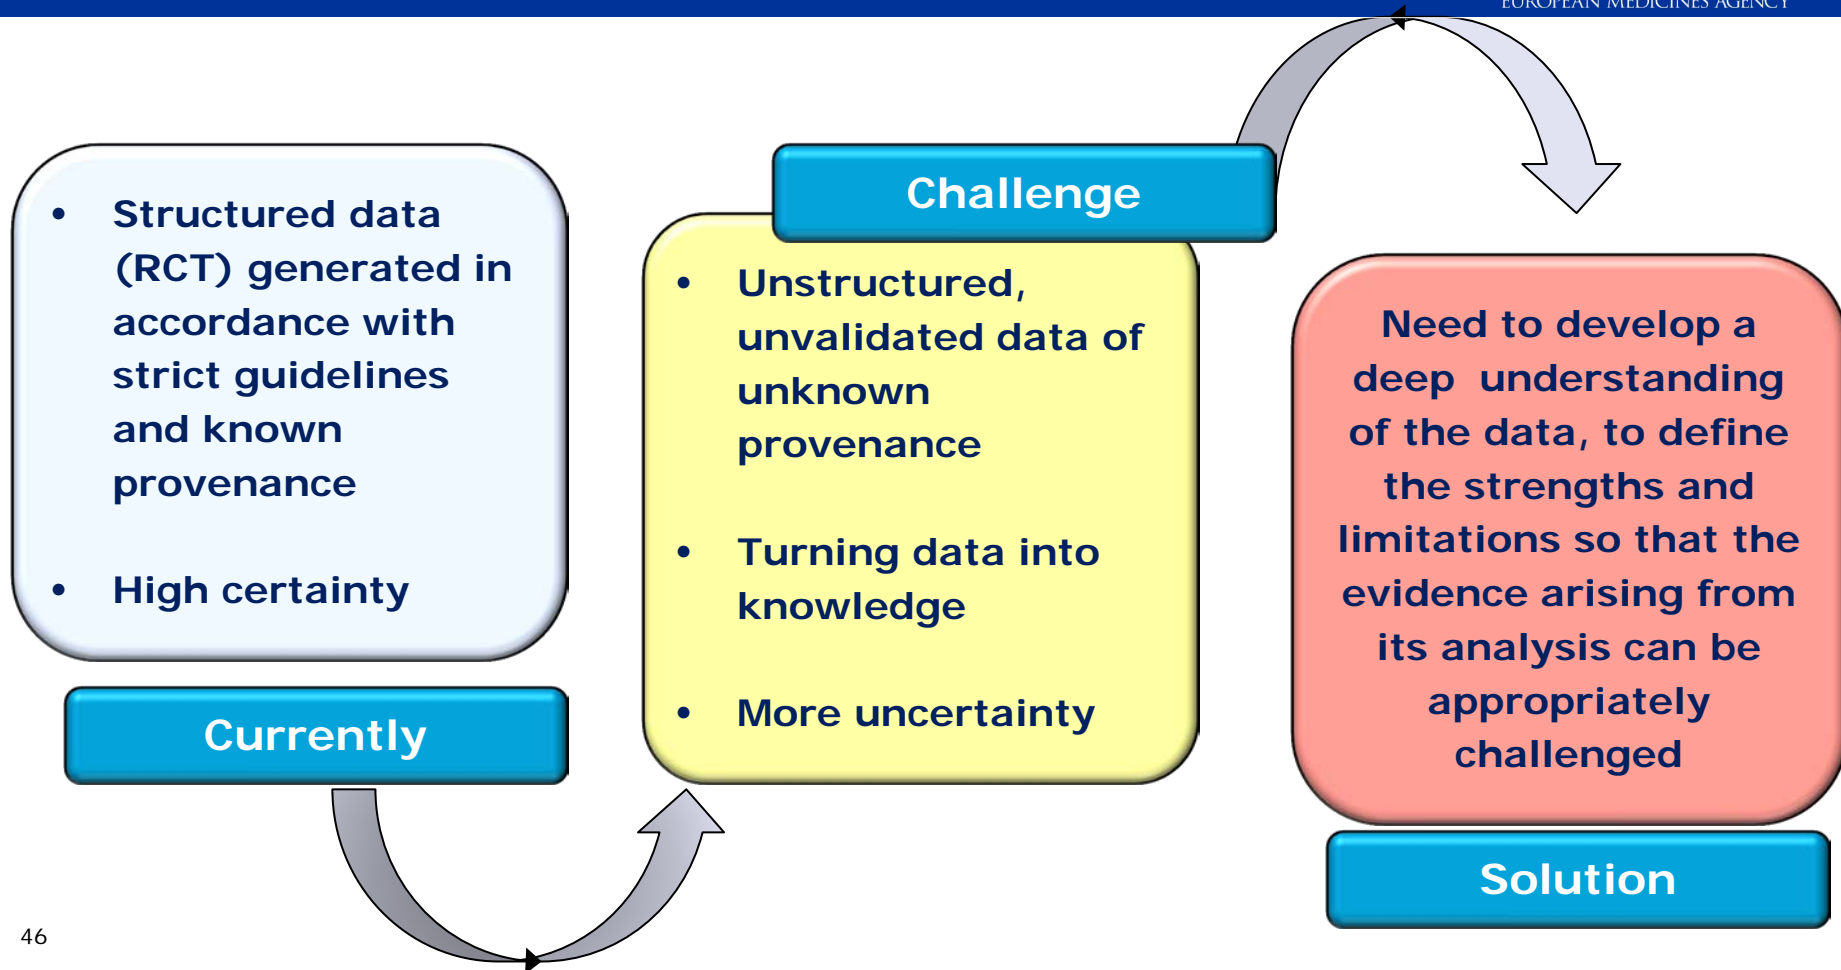 EUROPEAN MEDICINES AGENCY
• Structured data
(RCT) generated in
accordance with
strict guidelines
and known
provenance
• High certainty
Currently
Challenge
• Unstructured,
unvalidated data of
unknown
provenance
• Turning data into
knowledge
• More uncertainty
Need to develop a
deep understanding
of the data, to define
the strengths and
limitations so that the
evidence arising from
its analysis can be
appropriately
challenged
Solution
46